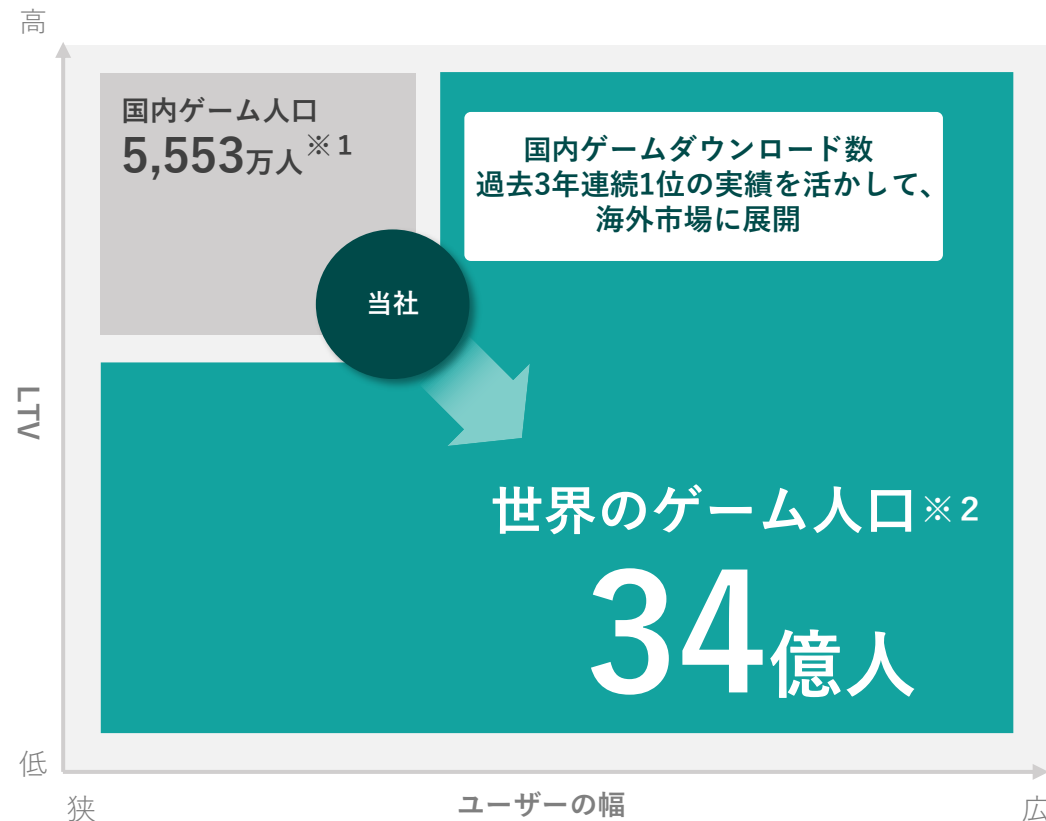 高
国内ゲーム人口
5,553万人※1
国内ゲームダウンロード数
過去3年連続1位の実績を活かして、
海外市場に展開
当社
LTV
世界のゲーム人口※2
34億人
低
狭
ユーザーの幅
広